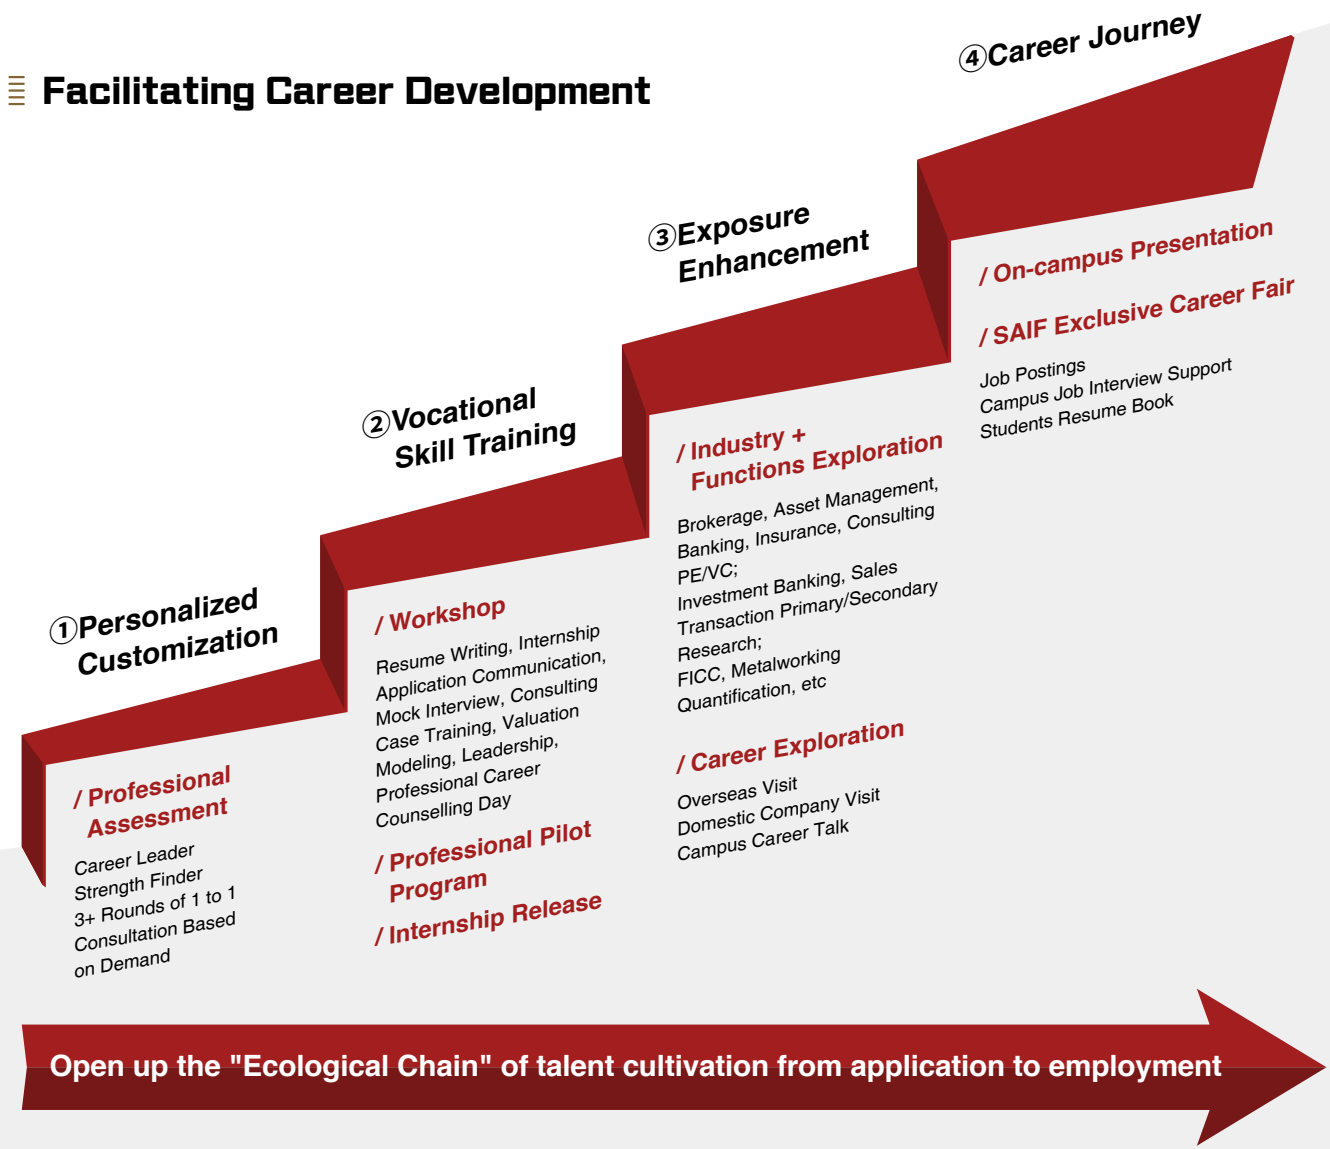 Facilitating Career Development
①Personalized
Customization
/ Professional
Assessment
Career Leader
Strength Finder
3+ Rounds of 1 to 1
Consultation Based
on Demand
②Vocational
Skill Training
/ Workshop
Resume Writing, Internship
Application Communication,
Mock Interview, Consulting
Case Training, Valuation
Modeling, Leadership,
Professional Career
Counselling Day
/ Professional Pilot
Program
/ Internship Release
③Exposure
Enhancement
/ Industry +
Functions Exploration
Brokerage, Asset Management,
Banking, Insurance, Consulting
PE/VC;
Investment Banking, Sales
Transaction Primary/Secondary
Research;
FICC, Metalworking
Quantification, etc
/ Career Exploration
Overseas Visit
Domestic Company Visit
Campus Career Talk
④Career Journey
/ On-campus Presentation
/ SAIF Exclusive Career Fair
Job Postings
Campus Job Interview Support
Students Resume Book
Open up the "Ecological Chain" of talent cultivation from application to employment